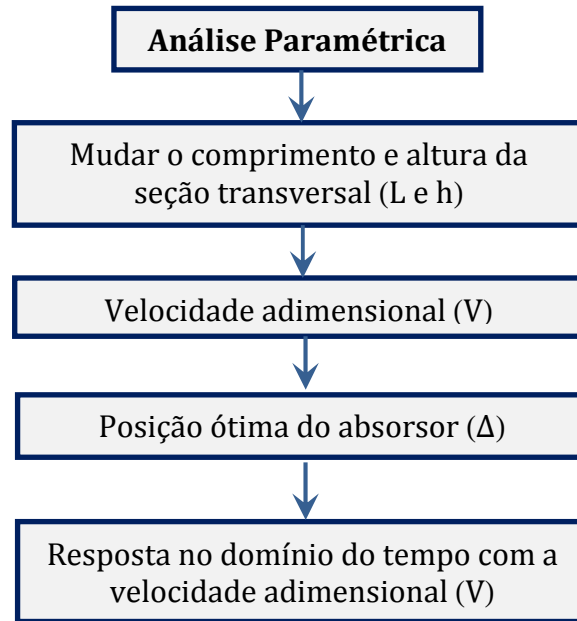 Análise Paramétrica
Mudar o comprimento e altura da
seção transversal (L e h)
Velocidade adimensional (V)
Posição ótima do absorsor (Δ)
Resposta no domínio do tempo com a
velocidade adimensional (V)